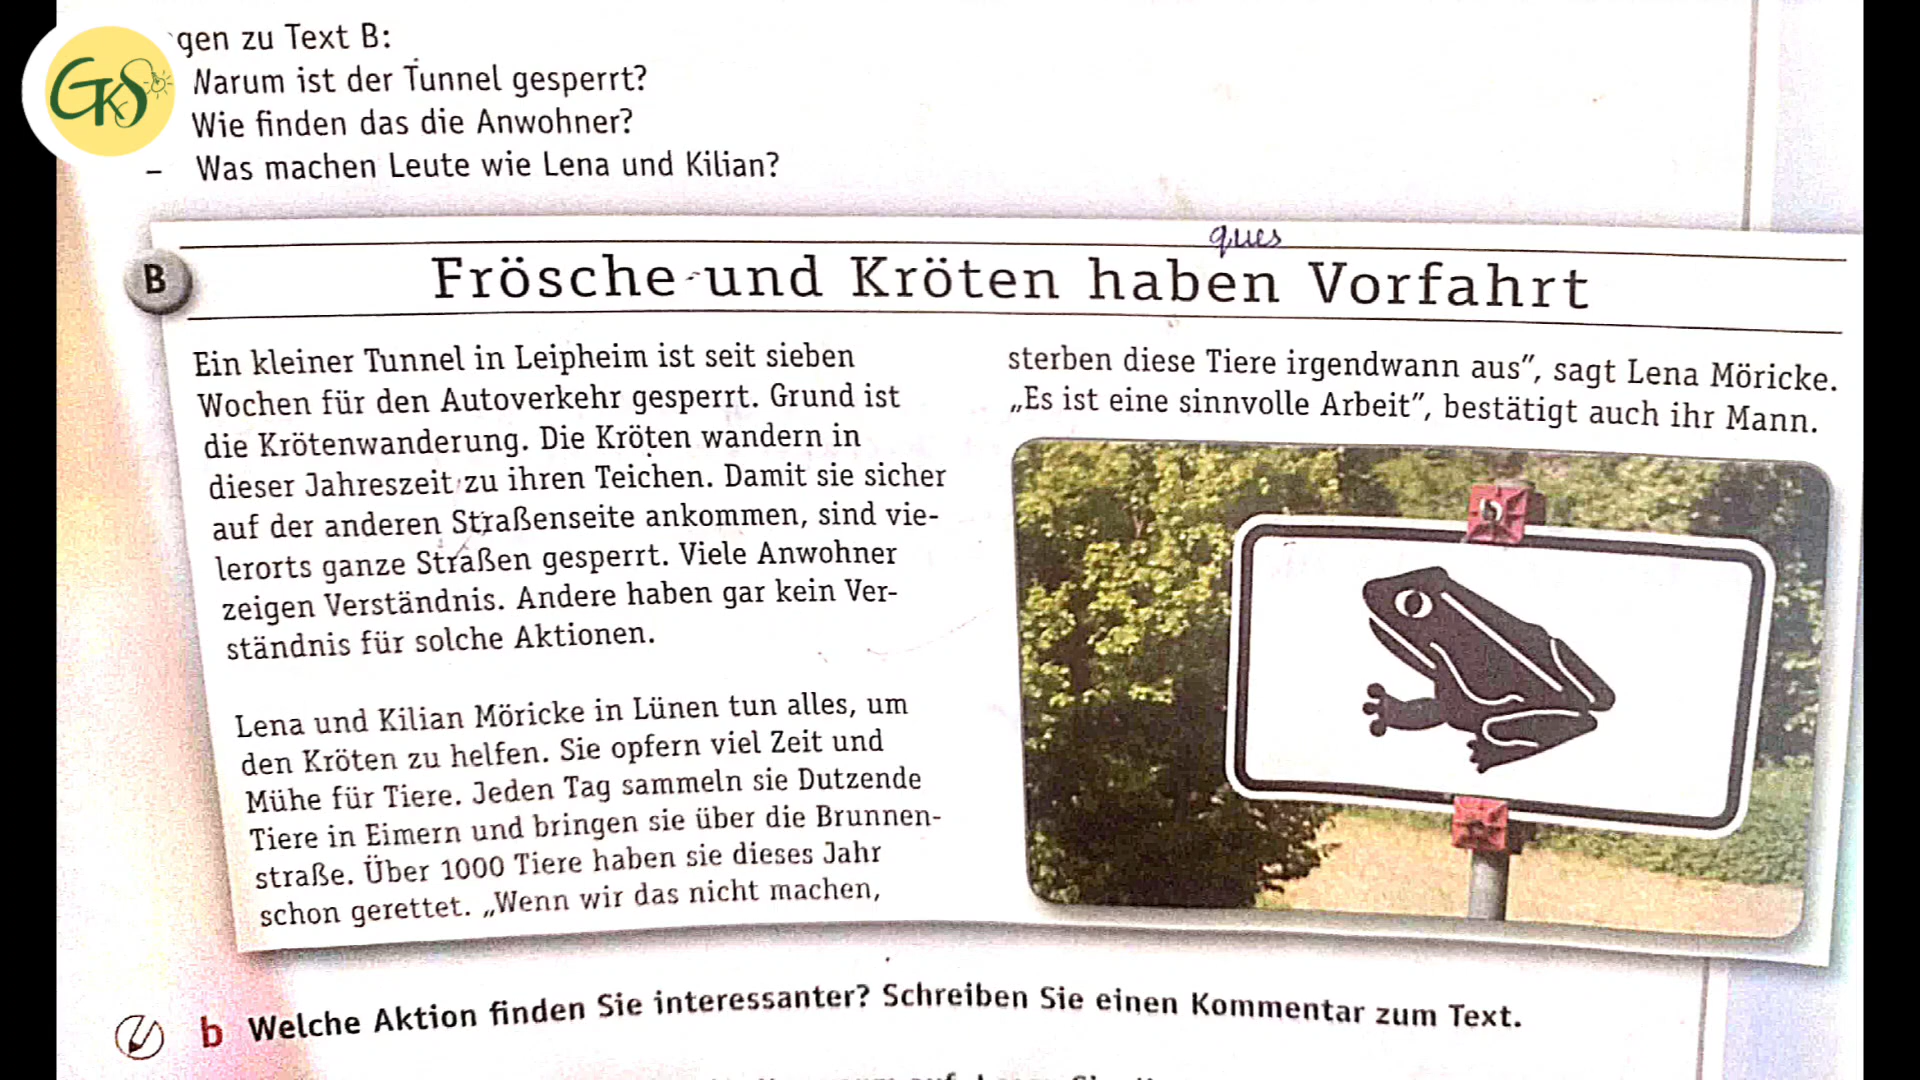 GKS
gen zu Text B:
Warum ist der Tunnel gesperrt?
Wie finden das die Anwohner?
– Was machen Leute wie Lena und Kilian?
ques
B
Frösche und Kröten haben Vorfahrt
Ein kleiner Tunnel in Leipheim ist seit sieben
Wochen für den Autoverkehr gesperrt. Grund ist
die Krötenwanderung. Die Kröten wandern in
dieser Jahreszeit zu ihren Teichen. Damit sie sicher
auf der anderen Straßenseite ankommen, sind vie-
lerorts ganze Straßen gesperrt. Viele Anwohner
zeigen Verständnis. Andere haben gar kein Ver-
ständnis für solche Aktionen.
Lena und Kilian Möricke in Lünen tun alles, um
den Kröten zu helfen. Sie opfern viel Zeit und
Mühe für Tiere. Jeden Tag sammeln sie Dutzende
Tiere in Eimern und bringen sie über die Brunnen-
straße. Über 1000 Tiere haben sie dieses Jahr
schon gerettet. „Wenn wir das nicht machen,
sterben diese Tiere irgendwann aus”, sagt Lena Möricke.
„Es ist eine sinnvolle Arbeit”, bestätigt auch ihr Mann.
b Welche Aktion finden Sie interessanter? Schreiben Sie einen Kommentar zum Text.